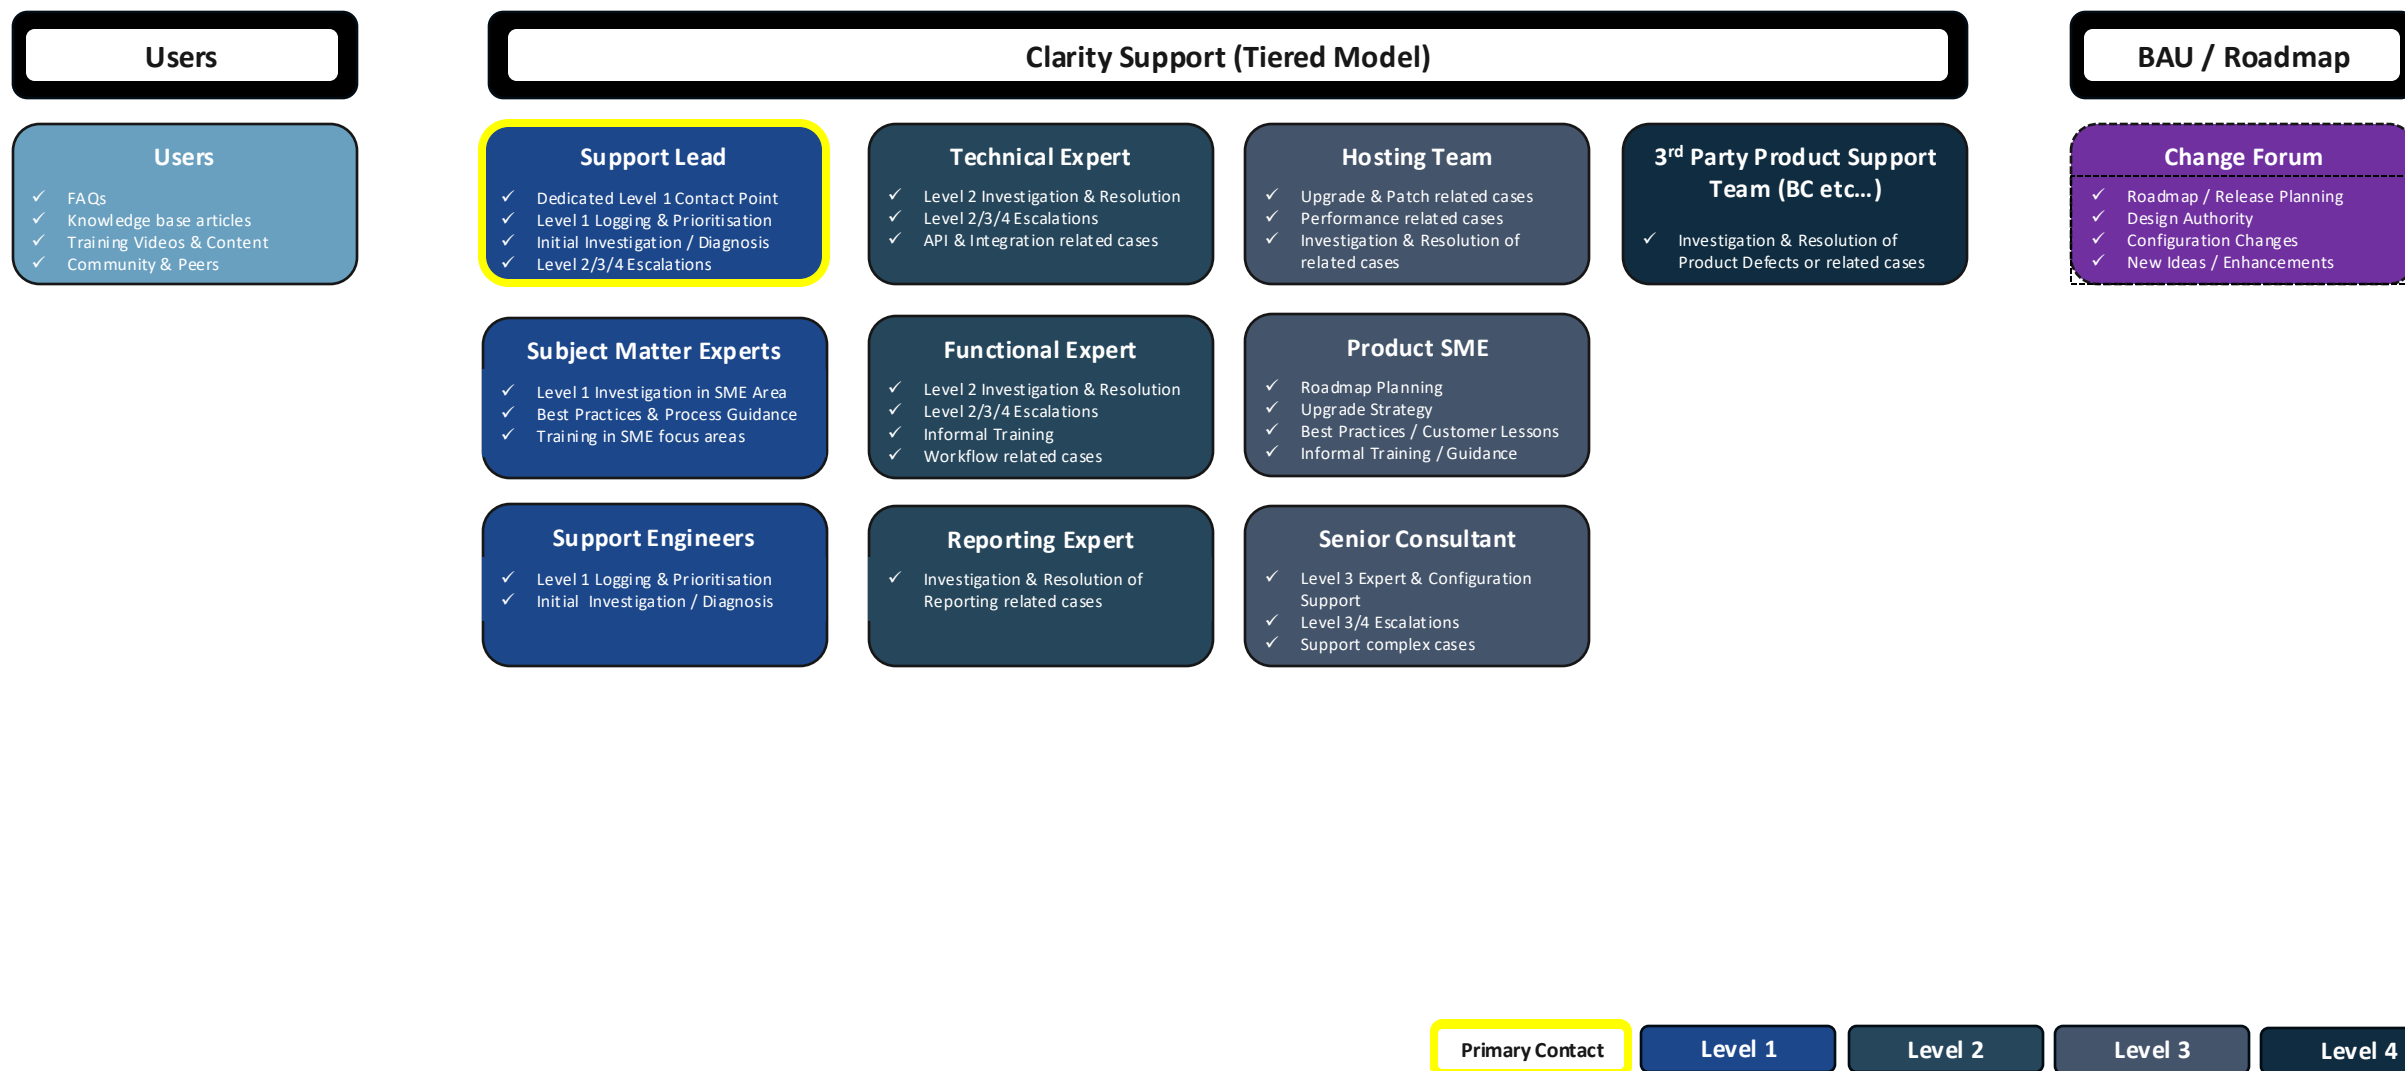 Users
Clarity Support (Tiered Model)
BAU / Roadmap
Users
✓ FAQs
✓ Knowledge base articles
✓ Training Videos & Content
✓ Community & Peers
Support Lead
✓ Dedicated Level 1 Contact Point
✓ Level 1 Logging & Prioritisation
✓ Initial Investigation / Diagnosis
✓ Level 2/3/4 Escalations
Technical Expert
✓ Level 2 Investigation & Resolution
✓ Level 2/3/4 Escalations
✓ API & Integration related cases
Hosting Team
✓ Upgrade & Patch related cases
✓ Performance related cases
✓ Investigation & Resolution of
related cases
3rd Party Product Support
Team (BC etc...)
✓ Investigation & Resolution of
Product Defects or related cases
Change Forum
✓ Roadmap / Release Planning
✓ Design Authority
✓ Configuration Changes
✓ New Ideas / Enhancements
Subject Matter Experts
✓ Level 1 Investigation in SME Area
✓ Best Practices & Process Guidance
✓ Training in SME focus areas
Functional Expert
✓ Level 2 Investigation & Resolution
✓ Level 2/3/4 Escalations
✓ Informal Training
✓ Workflow related cases
Product SME
✓ Roadmap Planning
✓ Upgrade Strategy
✓ Best Practices / Customer Lessons
✓ Informal Training / Guidance
Support Engineers
✓ Level 1 Logging & Prioritisation
✓ Initial Investigation / Diagnosis
Reporting Expert
✓ Investigation & Resolution of
Reporting related cases
Senior Consultant
✓ Level 3 Expert & Configuration
Support
✓ Level 3/4 Escalations
✓ Support complex cases
Primary Contact
Level 1
Level 2
Level 3
Level 4